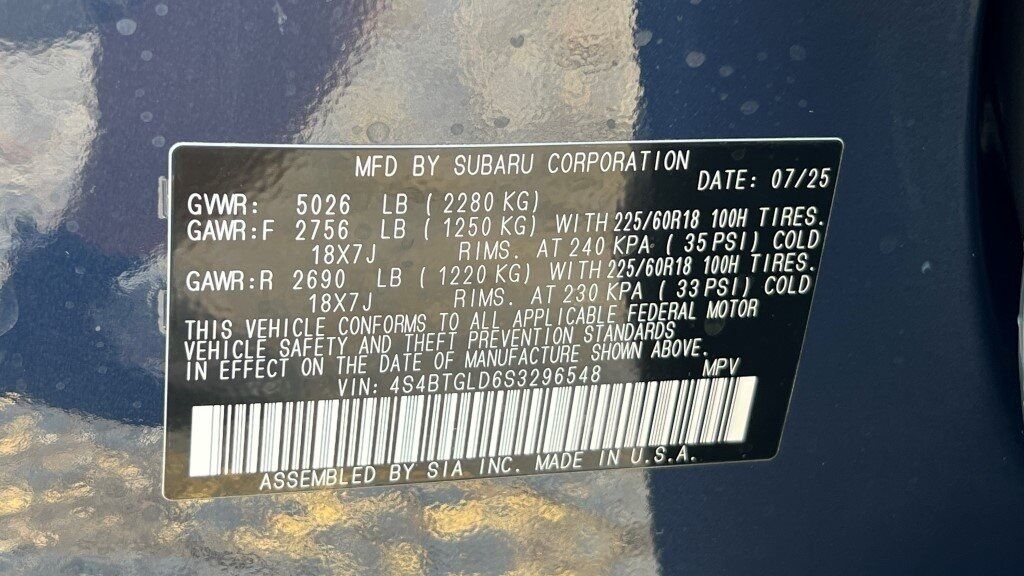 MFD BY SUBARU CORPORATION
DATE: 07/25
GVWR: 5026 LB ( 2280 KG)
GAWR:F 2756 LB ( 1250 KG) WITH 225/60R18 100H TIRES.
18X7J RIMS. AT 240 KPA ( 35 PSI) COLD
GAWR:R 2690 LB ( 1220 KG) WITH 225/60R18 100H TIRES.
18X7J RIMS. AT 230 KPA ( 33 PSI) COLD
THIS VEHICLE CONFORMS TO ALL APPLICABLE FEDERAL MOTOR
VEHICLE SAFETY AND THEFT PREVENTION STANDARDS
IN EFFECT ON THE DATE OF MANUFACTURE SHOWN ABOVE.
VIN: 4S4BTGLD6S3296548 MPV
ASSEMBLED BY SIA INC. MADE IN U.S.A.